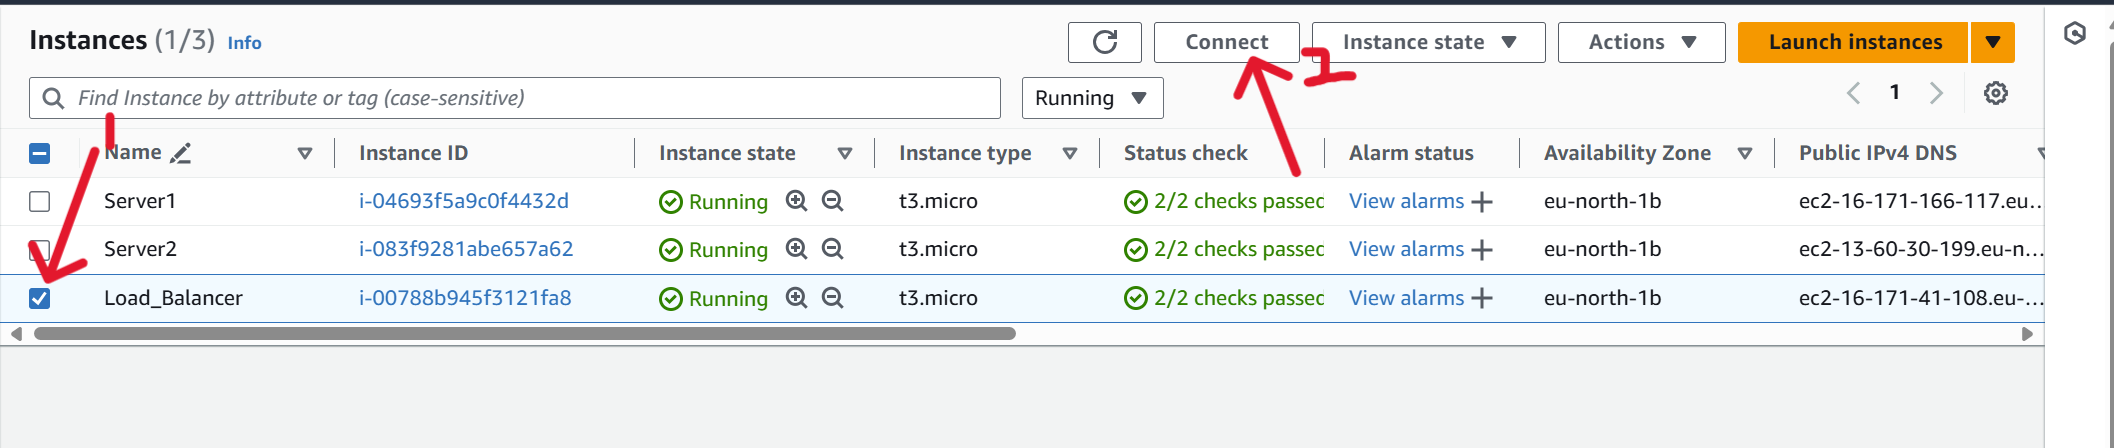 Instances (1/3) Info
Connect Instance state Actions Launch instances
2
Find Instance by attribute or tag (case-sensitive)
Running
1
1
Name Instance ID Instance state Instance type Status check Alarm status Availability Zone Public IPv4 DNS
Server1 i-04693f5a9c0f4432d Running t3.micro 2/2 checks passed View alarms eu-north-1b ec2-16-171-166-117.eu...
Server2 i-083f9281abe657a62 Running t3.micro 2/2 checks passed View alarms eu-north-1b ec2-13-60-30-199.eu-n...
Load_Balancer i-00788b945f3121fa8 Running t3.micro 2/2 checks passed View alarms eu-north-1b ec2-16-171-41-108.eu-...